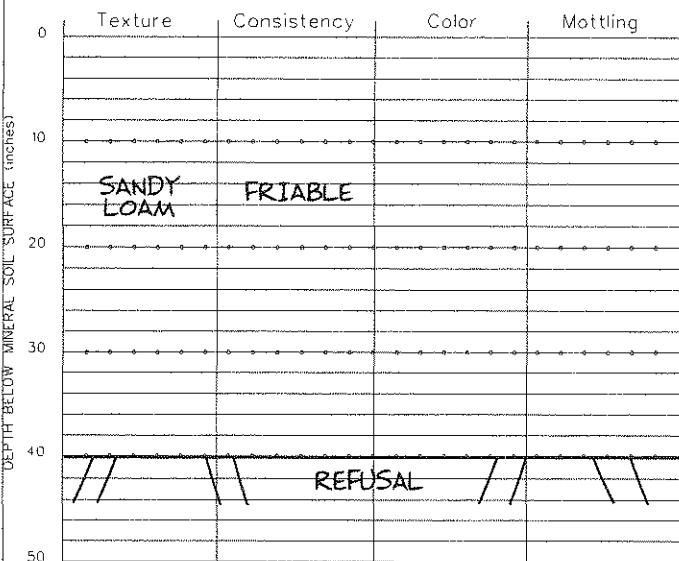 Texture Consistency Color Mottling
DEPTH BELOW MINERAL SOIL SURFACE (inches)
0
10
SANDY
LOAM
FRIABLE
20
30
40
REFUSAL
50